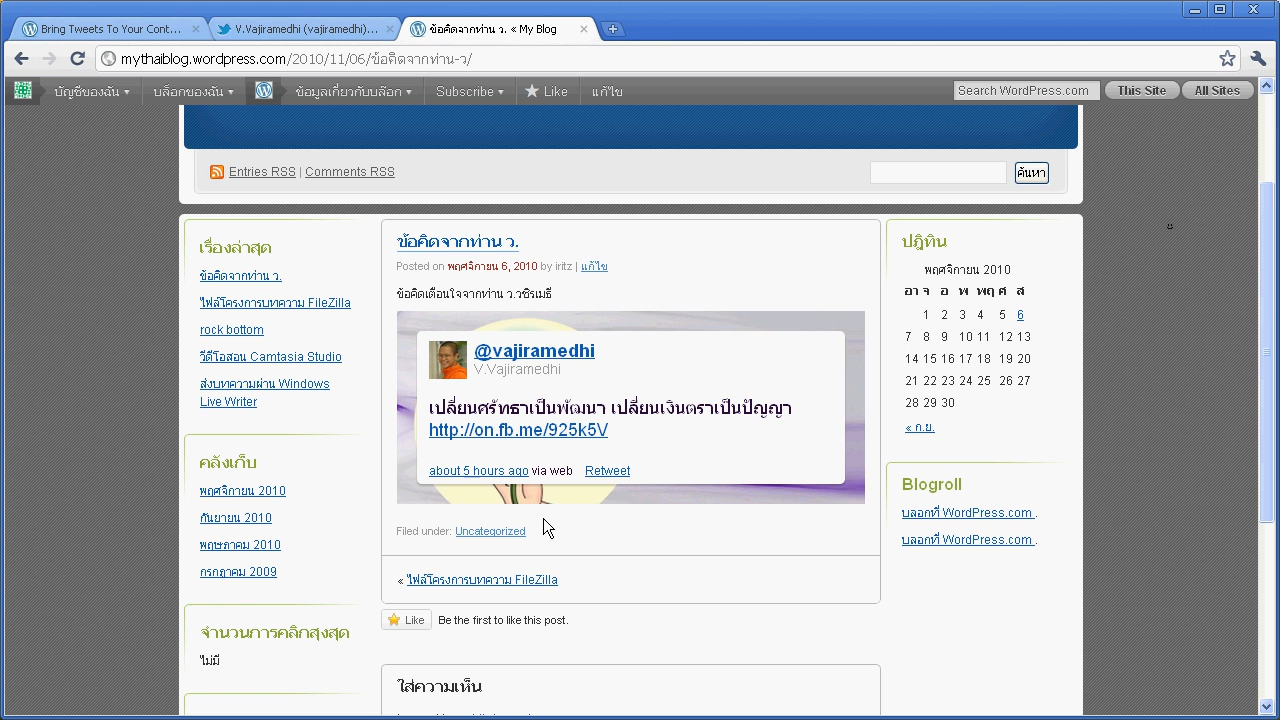 Bring Tweets To Your Cont...
V.Vajiramedhi (vajiramedhi)...
ข้อคิดจากท่าน ว. « My Blog
mythaiblog.wordpress.com/2010/11/06/ข้อคิดจากท่าน-ว/
บัญชีของฉัน
บล็อกของฉัน
ข้อมูลเกี่ยวกับบล็อก
Subscribe
Like
แก้ไข
Search WordPress.com
This Site
All Sites
Entries RSS | Comments RSS
ค้นหา
เรื่องล่าสุด
ข้อคิดจากท่าน ว.
ไฟล์โครงการบทความ FileZilla
rock bottom
วีดีโอสอน Camtasia Studio
ส่งบทความผ่าน Windows
Live Writer
คลังเก็บ
พฤศจิกายน 2010
กันยายน 2010
พฤษภาคม 2010
กรกฎาคม 2009
จำนวนการคลิกสูงสุด
ไม่มี
ข้อคิดจากท่าน ว.
Posted on พฤศจิกายน 6, 2010 by iritz | แก้ไข
ข้อคิดเตือนใจจากท่าน ว.วชิรเมธี
@vajiramedhi
V.Vajiramedhi
เปลี่ยนศรัทธาเป็นพัฒนา เปลี่ยนเงินตราเป็นปัญญา
http://on.fb.me/925k5V
about 5 hours ago via web Retweet
Filed under: Uncategorized
« ไฟล์โครงการบทความ FileZilla
Like
Be the first to like this post.
ใส่ความเห็น
ปฎิทิน
พฤศจิกายน 2010
อา จ อ พ พฤ ศ ส
1 2 3 4 5 6
7 8 9 10 11 12 13
14 15 16 17 18 19 20
21 22 23 24 25 26 27
28 29 30
« ก.ย.
Blogroll
บล็อกที่ WordPress.com .
บล็อกที่ WordPress.com .